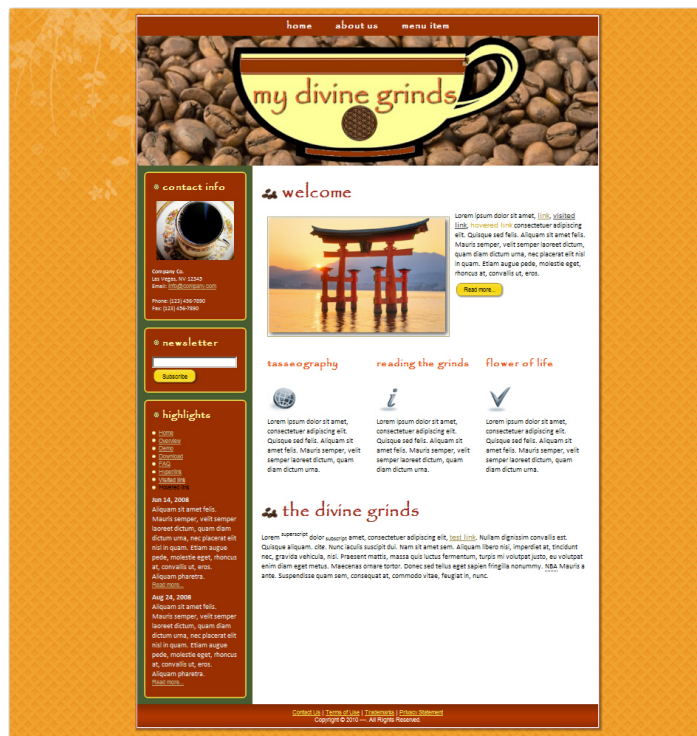 home about us menu item
my divine grinds
contact info
Company Co.
Las Vegas, NV 12345
Email: info@company.com
Phone: (123) 456-7890
Fax: (123) 456-7890
newsletter
Subscribe
highlights
Home
Overview
Demo
Download
FAQ
Hyperlink
Visited link
Hovered link
Jun 14, 2008
Aliquam sit amet felis.
Mauris semper, velit semper
laoreet dictum, quam diam
dictum urna, nec placerat elit
nisl in quam. Etiam augue
pede, molestie eget, rhoncus
at, convallis ut, eros.
Aliquam pharetra.
Read more...
Aug 24, 2008
Aliquam sit amet felis.
Mauris semper, velit semper
laoreet dictum, quam diam
dictum urna, nec placerat elit
nisl in quam. Etiam augue
pede, molestie eget, rhoncus
at, convallis ut, eros.
Aliquam pharetra.
Read more...
welcome
Lorem ipsum dolor sit amet, link, visited
link, hovered link consectetuer adipiscing
elit. Quisque sed felis. Aliquam sit amet felis.
Mauris semper, velit semper laoreet dictum,
quam diam dictum urna, nec placerat elit nisl
in quam. Etiam augue pede, molestie eget,
rhoncus at, convallis ut, eros.
Read more...
tasseography
Lorem ipsum dolor sit amet,
consectetuer adipiscing elit.
Quisque sed felis. Aliquam sit
amet felis. Mauris semper, velit
semper laoreet dictum, quam
diam dictum urna.
reading the grinds
Lorem ipsum dolor sit amet,
consectetuer adipiscing elit.
Quisque sed felis. Aliquam sit
amet felis. Mauris semper, velit
semper laoreet dictum, quam
diam dictum urna.
flower of life
Lorem ipsum dolor sit amet,
consectetuer adipiscing elit.
Quisque sed felis. Aliquam sit
amet felis. Mauris semper, velit
semper laoreet dictum, quam
diam dictum urna.
the divine grinds
Lorem superscript dolor subscript amet, consectetuer adipiscing elit, test link. Nullam dignissim convallis est.
Quisque aliquam. cite. Nunc iaculis suscipit dui. Nam sit amet sem. Aliquam libero nisi, imperdiet at, tincidunt
nec, gravida vehicula, nisl. Praesent mattis, massa quis luctus fermentum, turpis mi volutpat justo, eu volutpat
enim diam eget metus. Maecenas ornare tortor. Donec sed tellus eget sapien fringilla nonummy. NBA Mauris a
ante. Suspendisse quam sem, consequat at, commodo vitae, feugiat in, nunc.
Contact Us | Terms of Use | Trademarks | Privacy Statement
Copyright © 2010 —. All Rights Reserved.